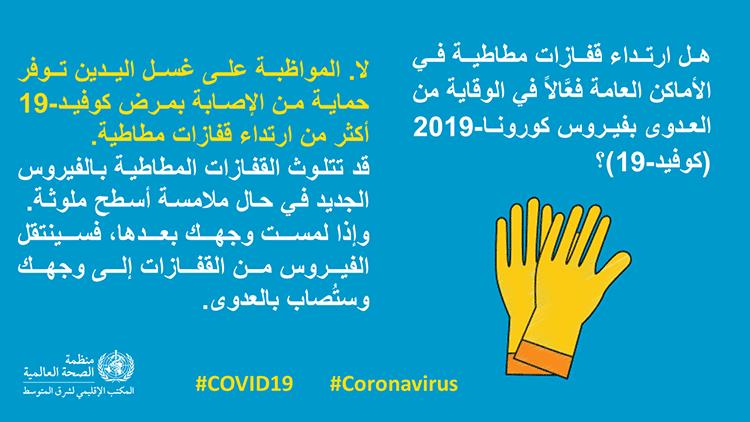 هل ارتداء قفازات مطاطية في
الأماكن العامة فعَّالاً في الوقاية من
العدوى بفيروس كورونا-2019
(كوفيد-19)؟
لا. المواظبة على غسل اليدين توفر
حماية من الإصابة بمرض كوفيد-19
أكثر من ارتداء قفازات مطاطية.
قد تتلوث القفازات المطاطية بالفيروس
الجديد في حال ملامسة أسطح ملوثة.
وإذا لمست وجهك بعدها، فسينتقل
الفيروس من القفازات إلى وجهك
وستُصاب بالعدوى.
منظمة
الصحة العالمية
المكتب الإقليمي لشرق المتوسط
#COVID19 #Coronavirus